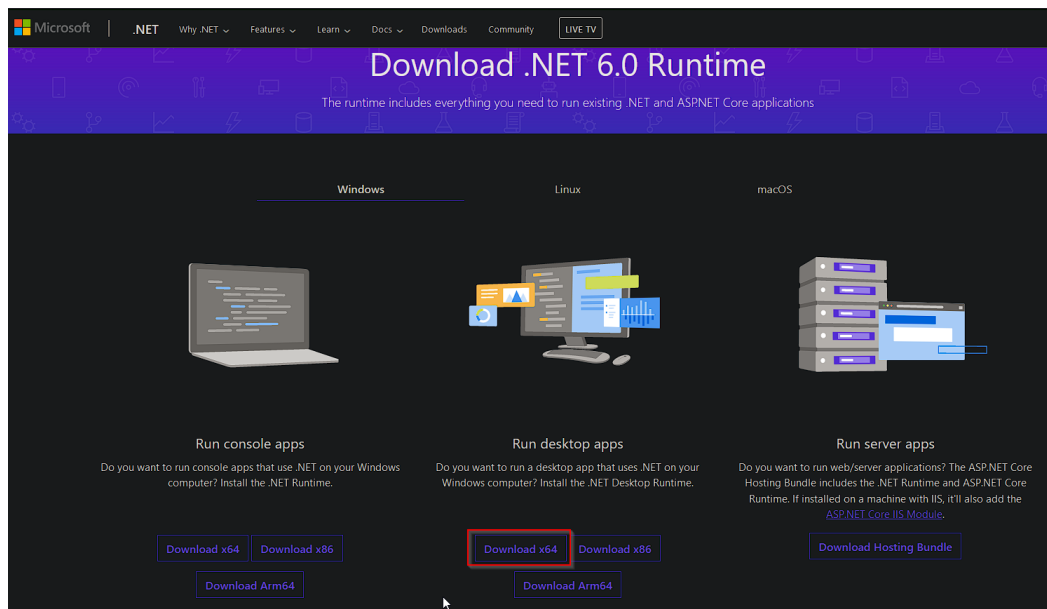 Microsoft
.NET
Why .NET
Features
Learn
Docs
Downloads
Community
LIVE TV
Download .NET 6.0 Runtime
The runtime includes everything you need to run existing .NET and ASP.NET Core applications
Windows
Linux
macOS
Run console apps
Do you want to run console apps that use .NET on your Windows
computer? Install the .NET Runtime.
Download x64
Download x86
Download Arm64
Run desktop apps
Do you want to run a desktop app that uses .NET on your
Windows computer? Install the .NET Desktop Runtime.
Download x64
Download x86
Download Arm64
Run server apps
Do you want to run web/server applications? The ASP.NET Core
Hosting Bundle includes the .NET Runtime and ASP.NET Core
Runtime. If installed on a machine with IIS, it'll also add the
ASP.NET Core IIS Module.
Download Hosting Bundle